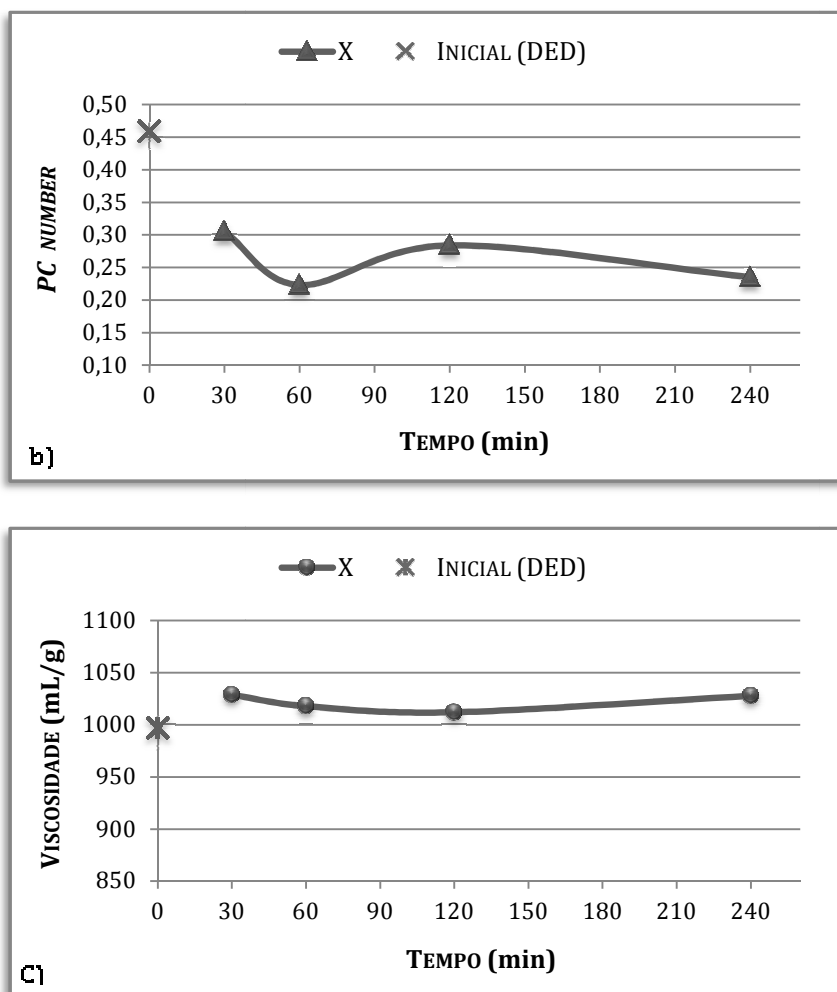 X INICIAL (DED)
PC NUMBER
0,50
0,45
0,40
0,35
0,30
0,25
0,20
0,15
0,10
0 30 60 90 120 150 180 210 240
TEMPO (min)
b)
X INICIAL (DED)
VISCOSIDADE (mL/g)
1100
1050
1000
950
900
850
0 30 60 90 120 150 180 210 240
TEMPO (min)
c)